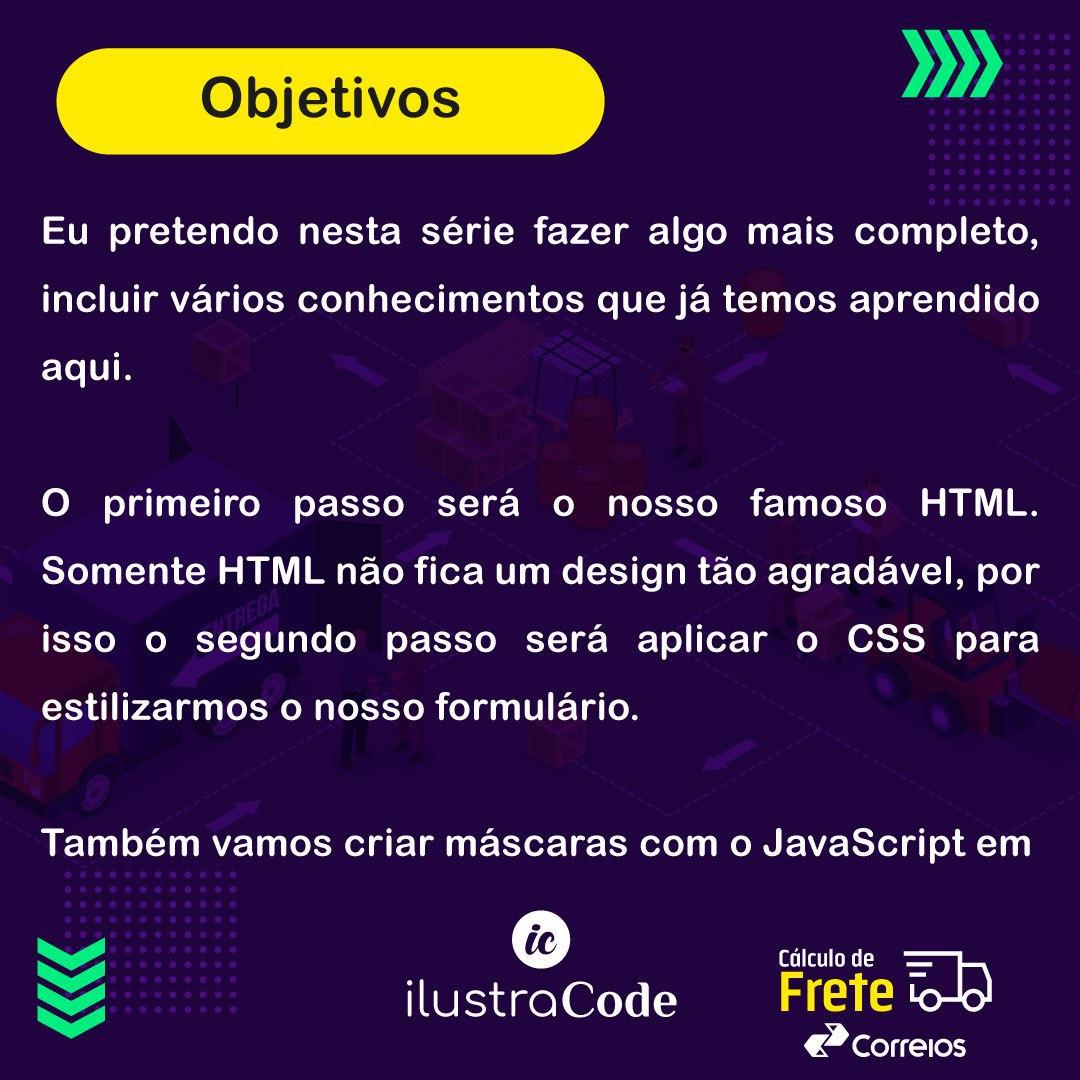 Objetivos
Eu pretendo nesta série fazer algo mais completo,
incluir vários conhecimentos que já temos aprendido
aqui.
O primeiro passo será o nosso famoso HTML.
Somente HTML não fica um design tão agradável, por
isso o segundo passo será aplicar o CSS para
estilizarmos o nosso formulário.
ENTREGA
Também vamos criar máscaras com o JavaScript em
ic
ilustraCode
Cálculo de
Frete
Correios